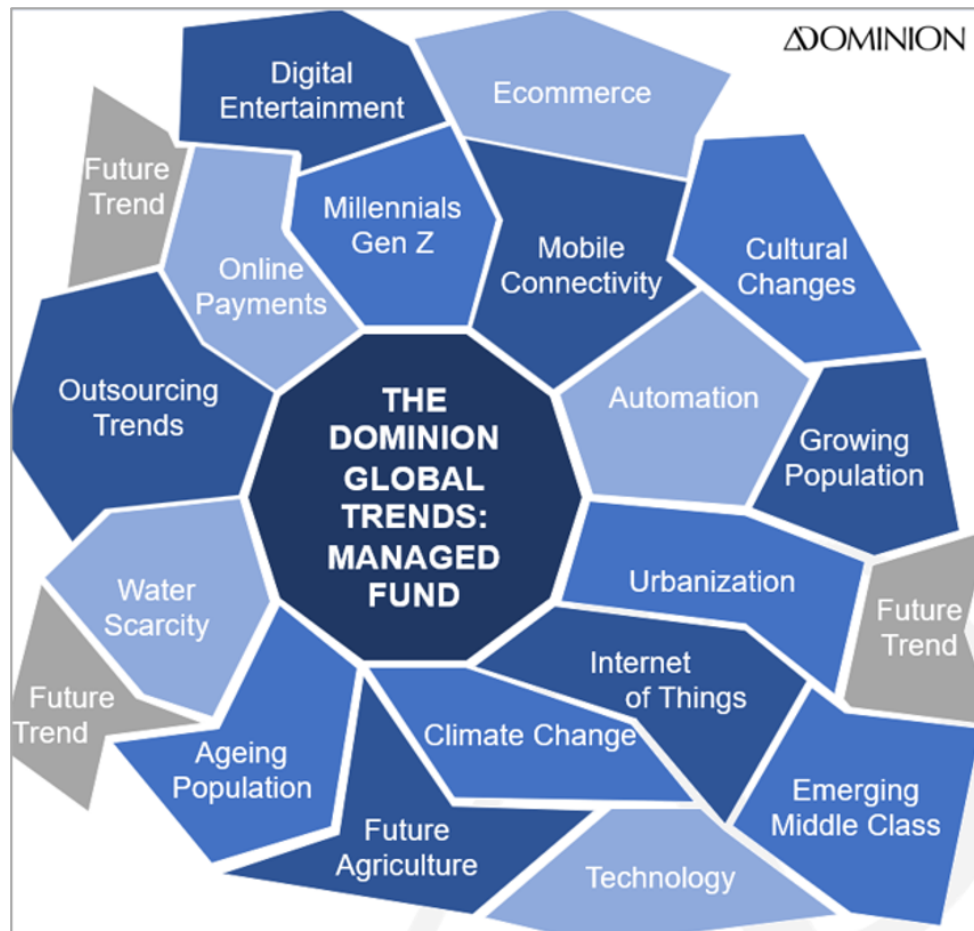 DOMINION
Digital
Entertainment
Ecommerce
Future
Trend
Millennials
Gen Z
Mobile
Connectivity
Cultural
Changes
Online
Payments
Outsourcing
Trends
THE
DOMINION
GLOBAL
TRENDS:
MANAGED
FUND
Automation
Growing
Population
Water
Scarcity
Urbanization
Future
Trend
Internet
of Things
Future
Trend
Climate Change
Ageing
Population
Emerging
Middle Class
Future
Agriculture
Technology